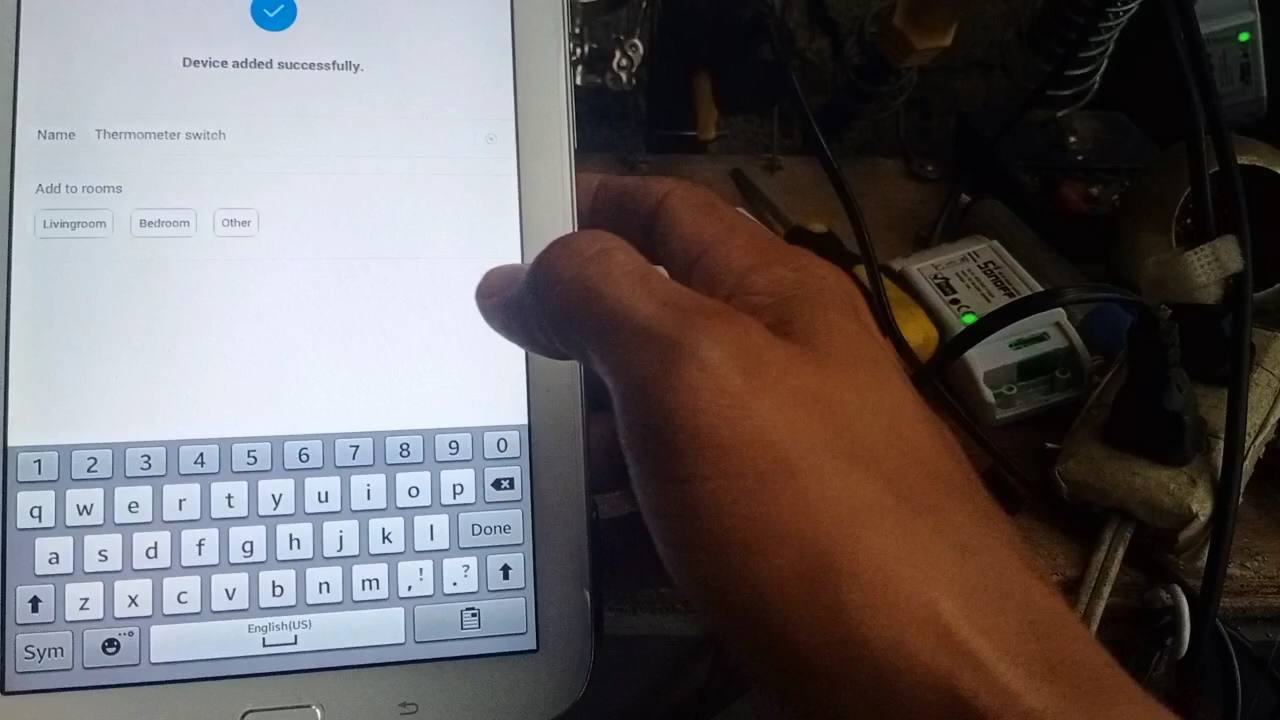 Device added successfully.
Name Thermometer switch
Add to rooms
Livingroom Bedroom Other
1 2 3 4 5 6 7 8 9 0
q w e r t y u i o p
a s d f g h j k l Done
z x c v b n m , ! . ?
Sym English(US)
SONOFF